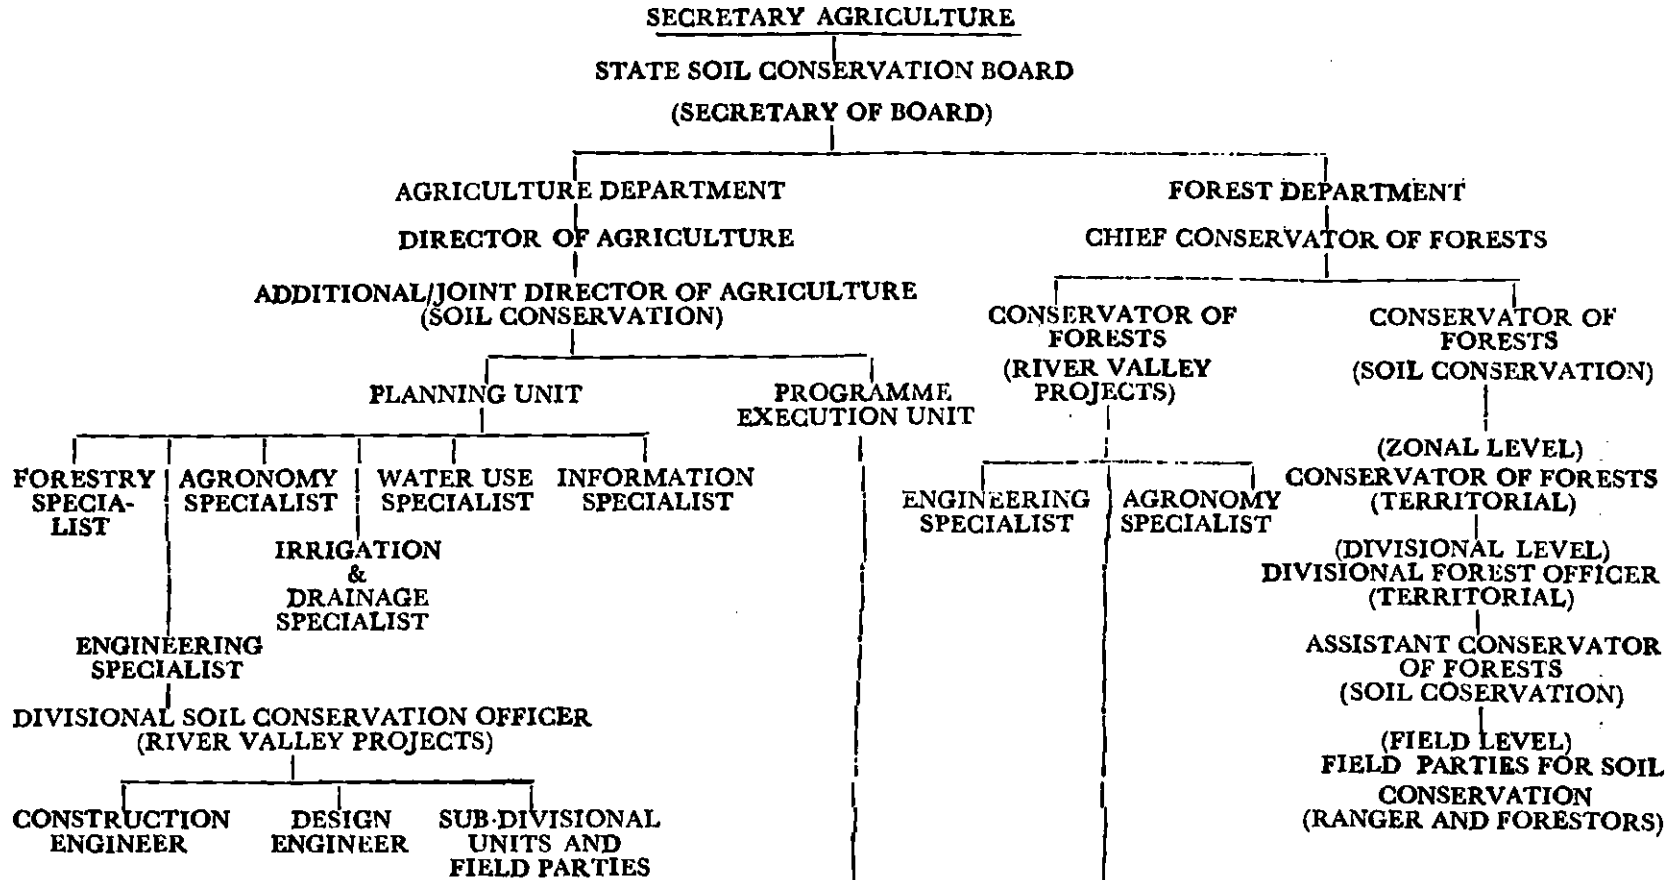 SECRETARY AGRICULTURE
STATE SOIL CONSERVATION BOARD
(SECRETARY OF BOARD)
AGRICULTURE DEPARTMENT
DIRECTOR OF AGRICULTURE
ADDITIONAL/JOINT DIRECTOR OF AGRICULTURE
(SOIL CONSERVATION)
PLANNING UNIT
PROGRAMME
EXECUTION UNIT
FORESTRY
SPECIA-
LIST
AGRONOMY
SPECIALIST
WATER USE
SPECIALIST
INFORMATION
SPECIALIST
IRRIGATION
&
DRAINAGE
SPECIALIST
ENGINEERING
SPECIALIST
DIVISIONAL SOIL CONSERVATION OFFICER
(RIVER VALLEY PROJECTS)
CONSTRUCTION
ENGINEER
DESIGN
ENGINEER
SUB-DIVISIONAL
UNITS AND
FIELD PARTIES
FOREST DEPARTMENT
CHIEF CONSERVATOR OF FORESTS
CONSERVATOR OF
FORESTS
(RIVER VALLEY
PROJECTS)
ENGINEERING
SPECIALIST
AGRONOMY
SPECIALIST
CONSERVATOR OF
FORESTS
(SOIL CONSERVATION)
(ZONAL LEVEL)
CONSERVATOR OF FORESTS
(TERRITORIAL)
(DIVISIONAL LEVEL)
DIVISIONAL FOREST OFFICER
(TERRITORIAL)
ASSISTANT CONSERVATOR
OF FORESTS
(SOIL COSERVATION)
(FIELD LEVEL)
FIELD PARTIES FOR SOIL
CONSERVATION
(RANGER AND FORESTORS)